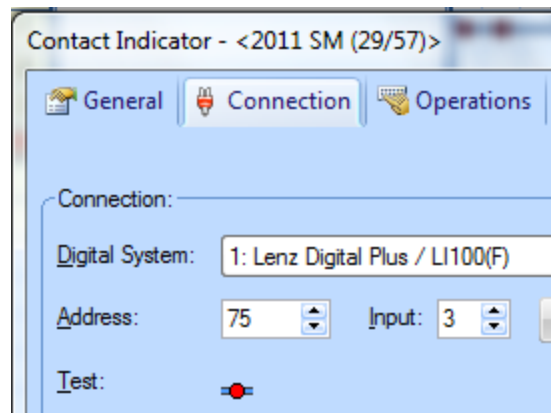 Contact Indicator - <2011 SM (29/57)>
General Connection Operations
Connection:
Digital System: 1: Lenz Digital Plus / LI100(F)
Address: 75 Input: 3
Test: